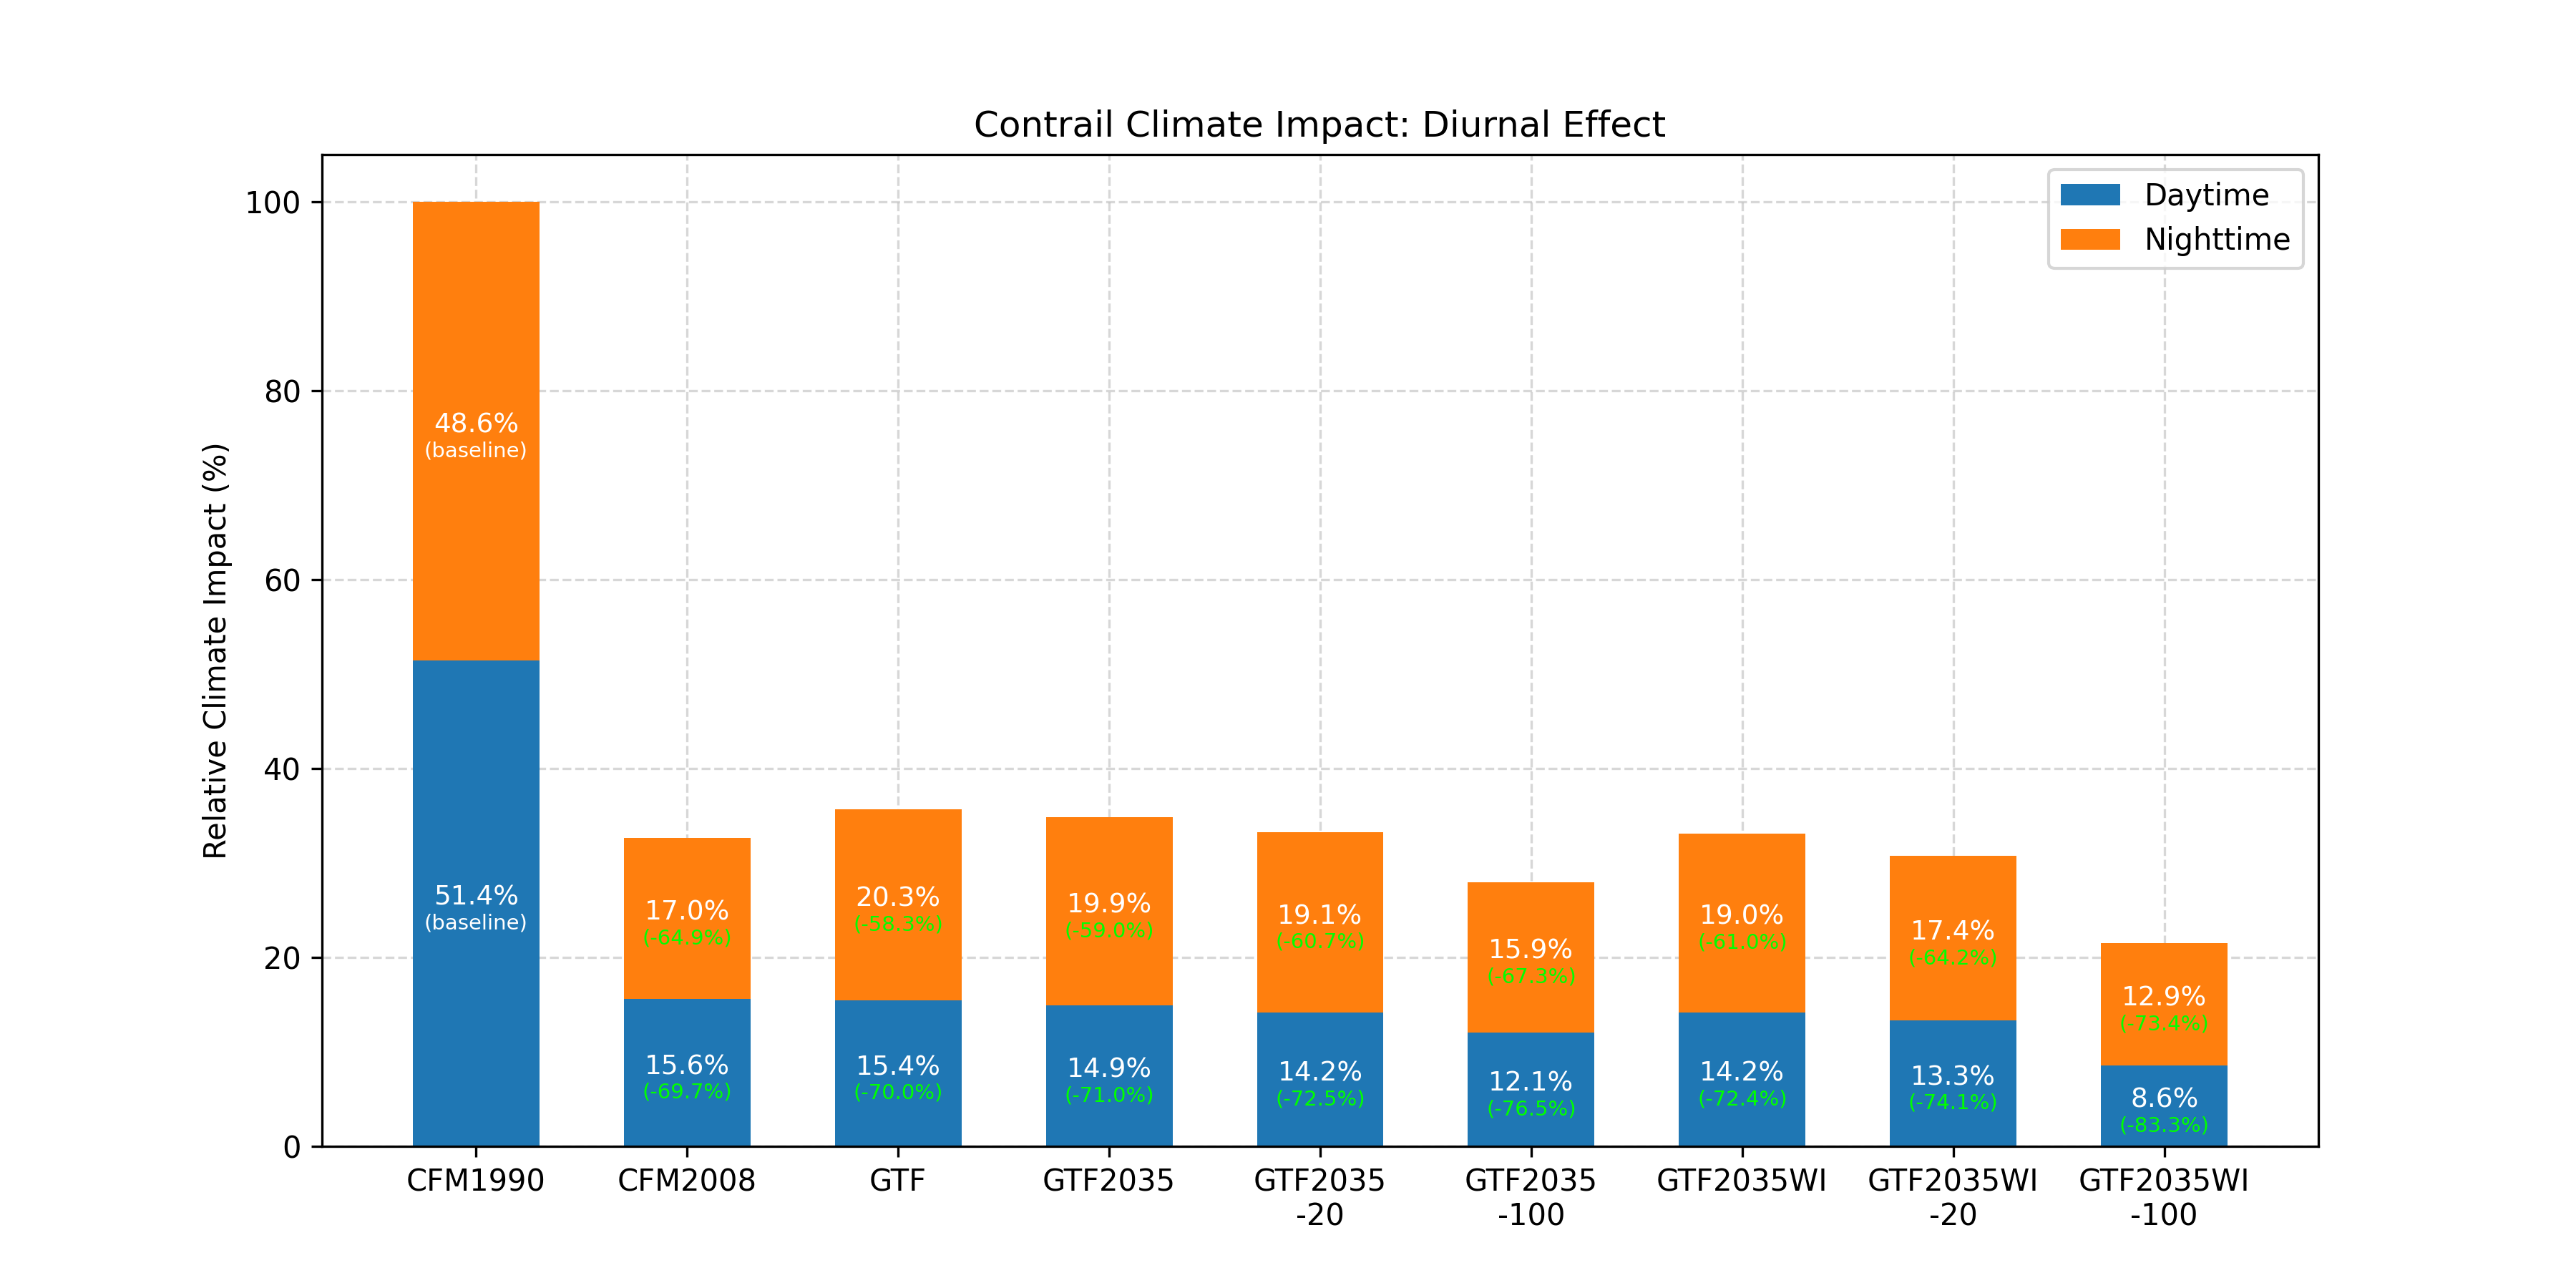 Contrail Climate Impact: Diurnal Effect
Relative Climate Impact (%)
100
80
60
40
20
0
Daytime
Nighttime
48.6%
(baseline)
51.4%
(baseline)
17.0%
(-64.9%)
15.6%
(-69.7%)
20.3%
(-58.3%)
15.4%
(-70.0%)
19.9%
(-59.0%)
14.9%
(-71.0%)
19.1%
(-60.7%)
14.2%
(-72.5%)
15.9%
(-67.3%)
12.1%
(-76.5%)
19.0%
(-61.0%)
14.2%
(-72.4%)
17.4%
(-64.2%)
13.3%
(-74.1%)
12.9%
(-73.4%)
8.6%
(-83.3%)
CFM1990
CFM2008
GTF
GTF2035
GTF2035
-20
GTF2035
-100
GTF2035WI
GTF2035WI
-20
GTF2035WI
-100